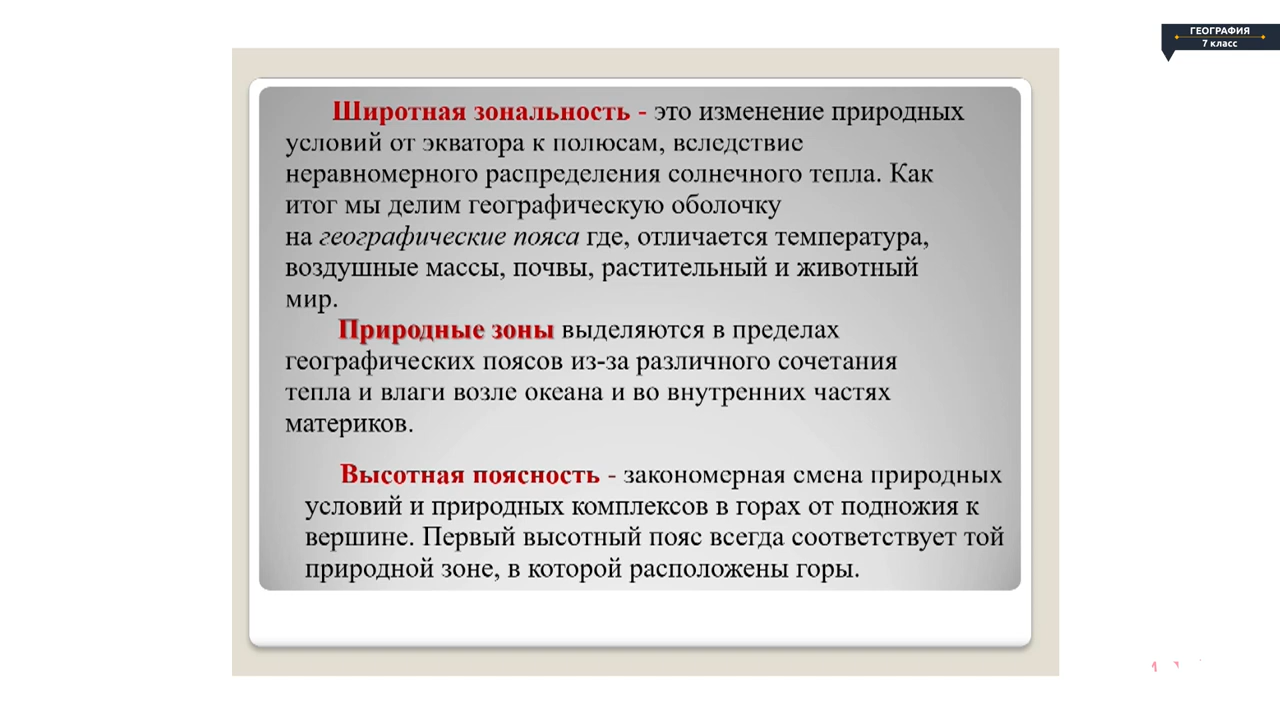 ГЕОГРАФИЯ
7 класс
Широтная зональность - это изменение природных
условий от экватора к полюсам, вследствие
неравномерного распределения солнечного тепла. Как
итог мы делим географическую оболочку
на географические пояса где, отличается температура,
воздушные массы, почвы, растительный и животный
мир.
Природные зоны выделяются в пределах
географических поясов из-за различного сочетания
тепла и влаги возле океана и во внутренних частях
материков.
Высотная поясность - закономерная смена природных
условий и природных комплексов в горах от подножия к
вершине. Первый высотный пояс всегда соответствует той
природной зоне, в которой расположены горы.